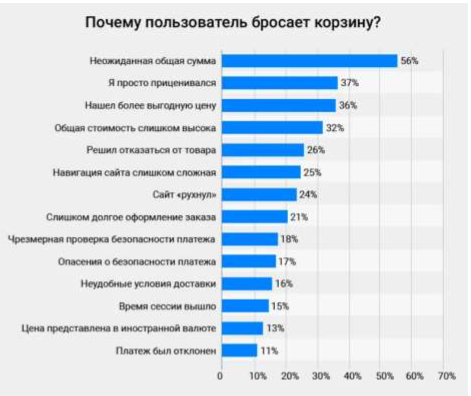 Почему пользователь бросает корзину?
Неожиданная общая сумма 56%
Я просто приценивался 37%
Нашел более выгодную цену 36%
Общая стоимость слишком высока 32%
Решил отказаться от товара 26%
Навигация сайта слишком сложная 25%
Сайт «рухнул» 24%
Слишком долгое оформление заказа 21%
Чрезмерная проверка безопасности платежа 18%
Опасения о безопасности платежа 17%
Неудобные условия доставки 16%
Время сессии вышло 15%
Цена представлена в иностранной валюте 13%
Платеж был отклонен 11%
0 10% 20% 30% 40% 50% 60% 70%